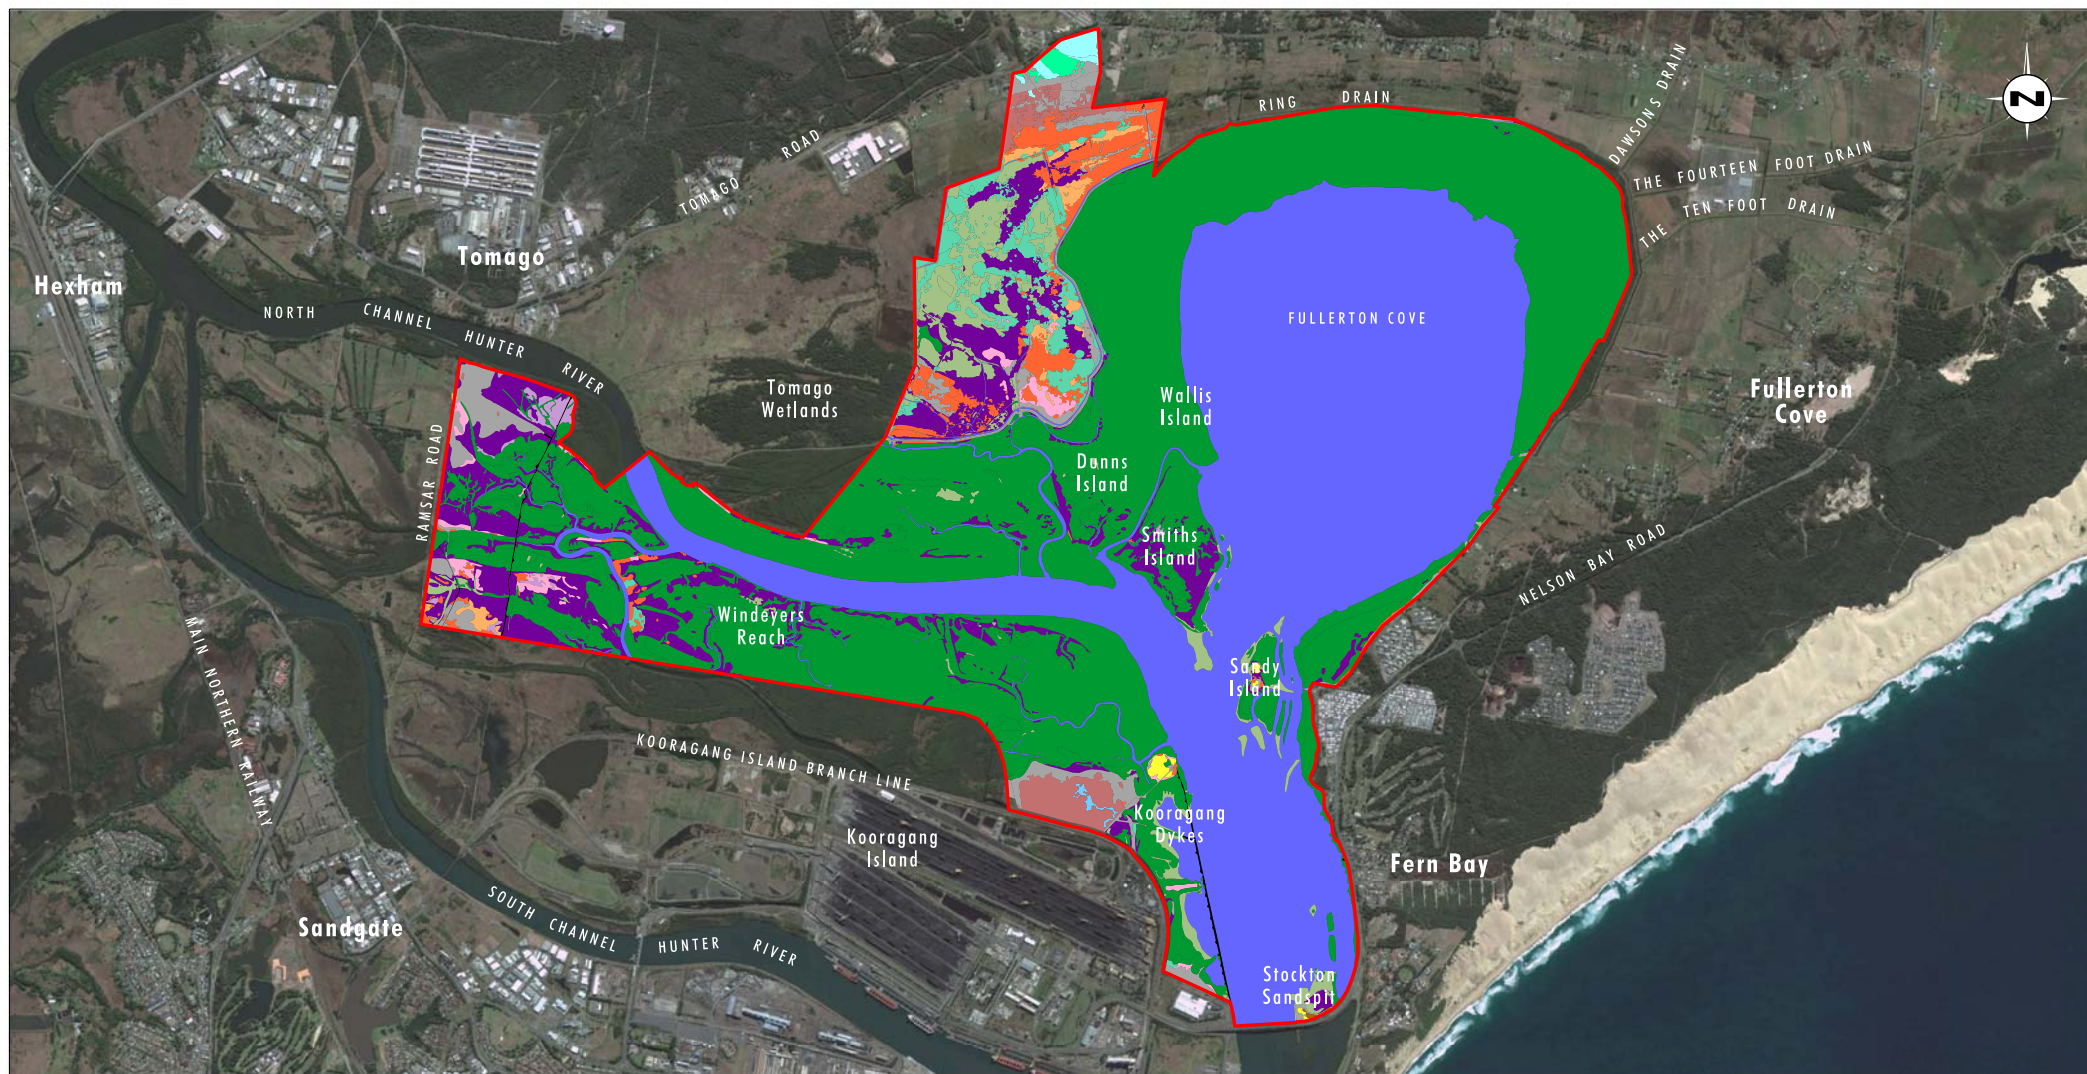 RING DRAIN
DAWSONS DRAIN
THE FOURTEEN FOOT DRAIN
THE TEN FOOT DRAIN
N
TOMAGO ROAD
Tomago
Hexham
NORTH CHANNEL HUNTER RIVER
FULLERTON COVE
Tomago
Wetlands
Wallis
Island
Fullerton
Cove
Dunns
Island
RAMSAR ROAD
Smiths
Island
NELSON BAY ROAD
Windeyers
Reach
Sandy
Island
MAIN NORTHERN RAILWAY
KOORAGANG ISLAND BRANCH LINE
Kooragang
Dykes
Kooragang
Island
Fern Bay
Sandgate
SOUTH CHANNEL HUNTER RIVER
Stockton
Sandspit